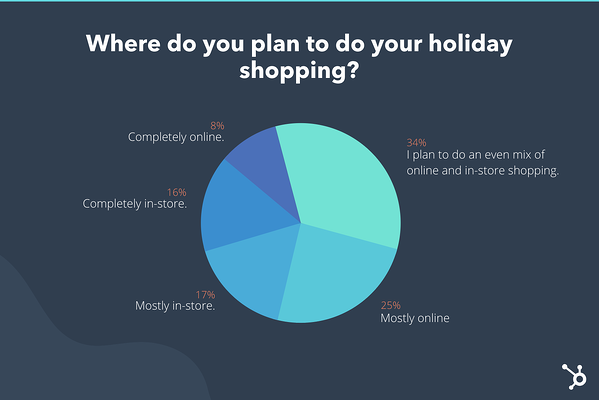 Where do you plan to do your holiday
shopping?
8%
Completely online.
34%
I plan to do an even mix of
online and in-store shopping.
16%
Completely in-store.
17%
Mostly in-store.
25%
Mostly online